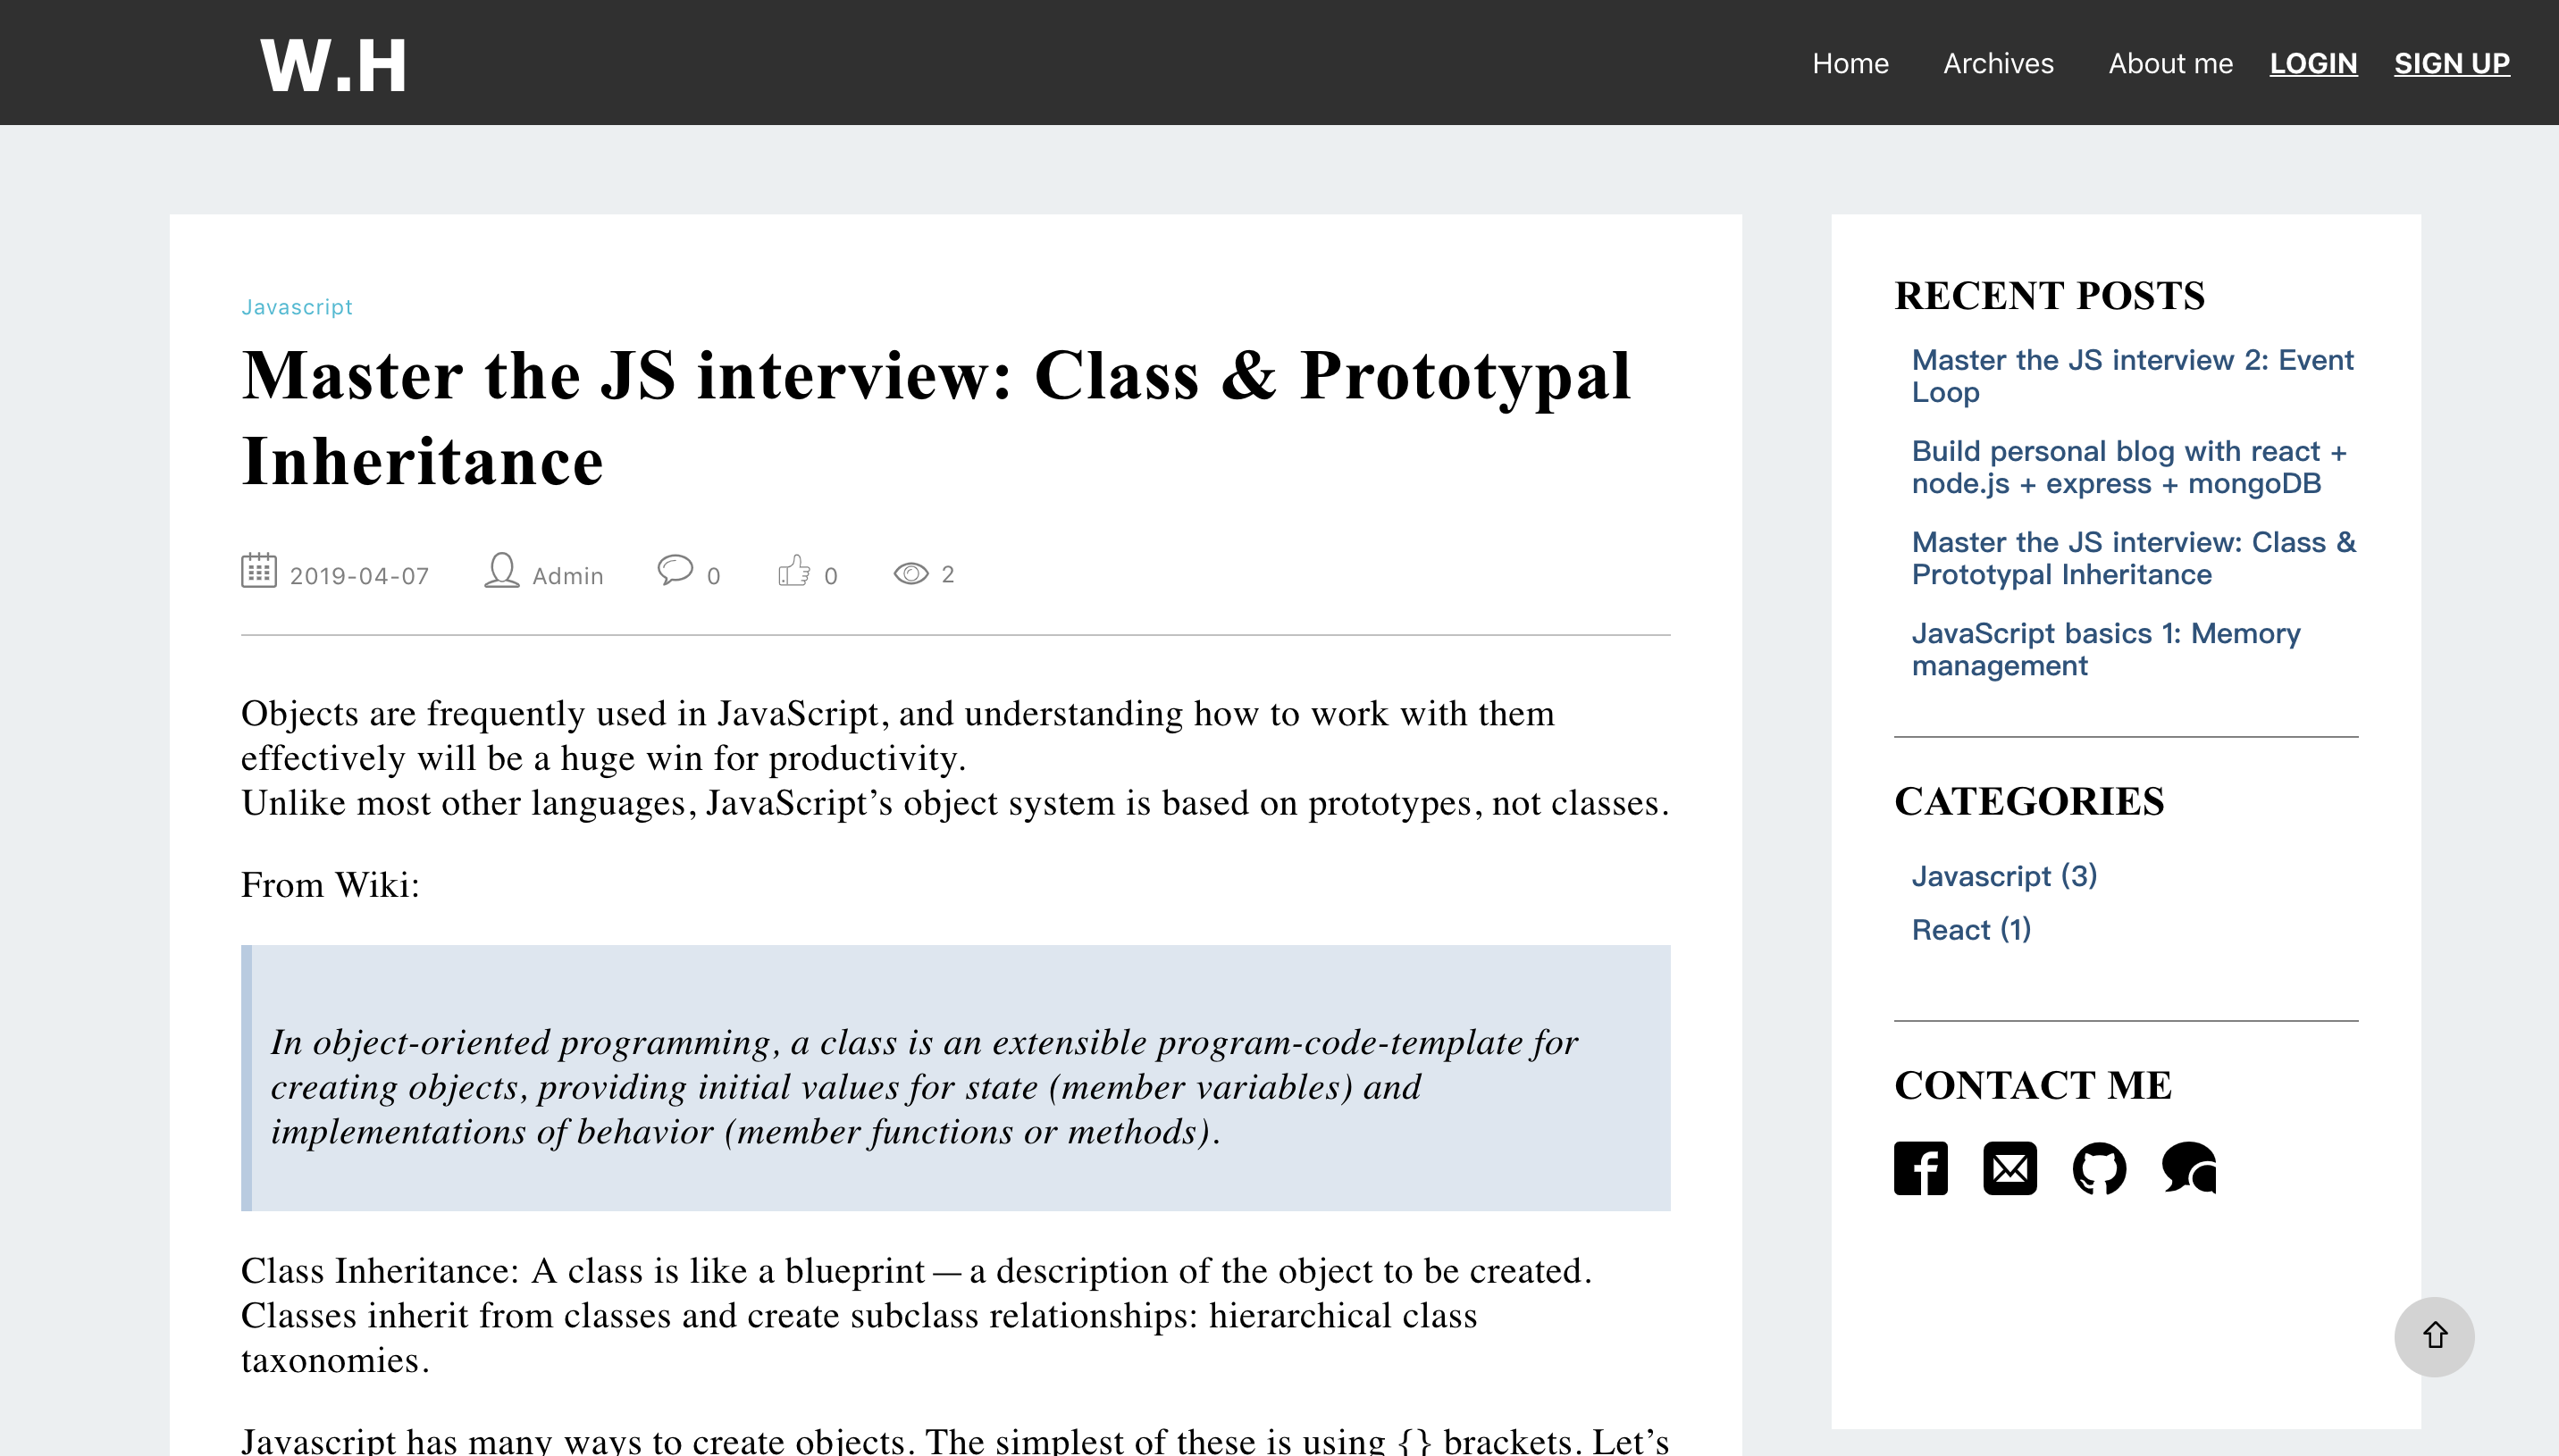 W.H
Home Archives About me LOGIN SIGN UP
Javascript
Master the JS interview: Class & Prototypal
Inheritance
2019-04-07 Admin 0 0 2
Objects are frequently used in JavaScript, and understanding how to work with them
effectively will be a huge win for productivity.
Unlike most other languages, JavaScript’s object system is based on prototypes, not classes.
From Wiki:
In object-oriented programming, a class is an extensible program-code-template for
creating objects, providing initial values for state (member variables) and
implementations of behavior (member functions or methods).
Class Inheritance: A class is like a blueprint — a description of the object to be created.
Classes inherit from classes and create subclass relationships: hierarchical class
taxonomies.
Javascript has many ways to create objects. The simplest of these is using {} brackets. Let’s
RECENT POSTS
Master the JS interview 2: Event
Loop
Build personal blog with react +
node.js + express + mongoDB
Master the JS interview: Class &
Prototypal Inheritance
JavaScript basics 1: Memory
management
CATEGORIES
Javascript (3)
React (1)
CONTACT ME